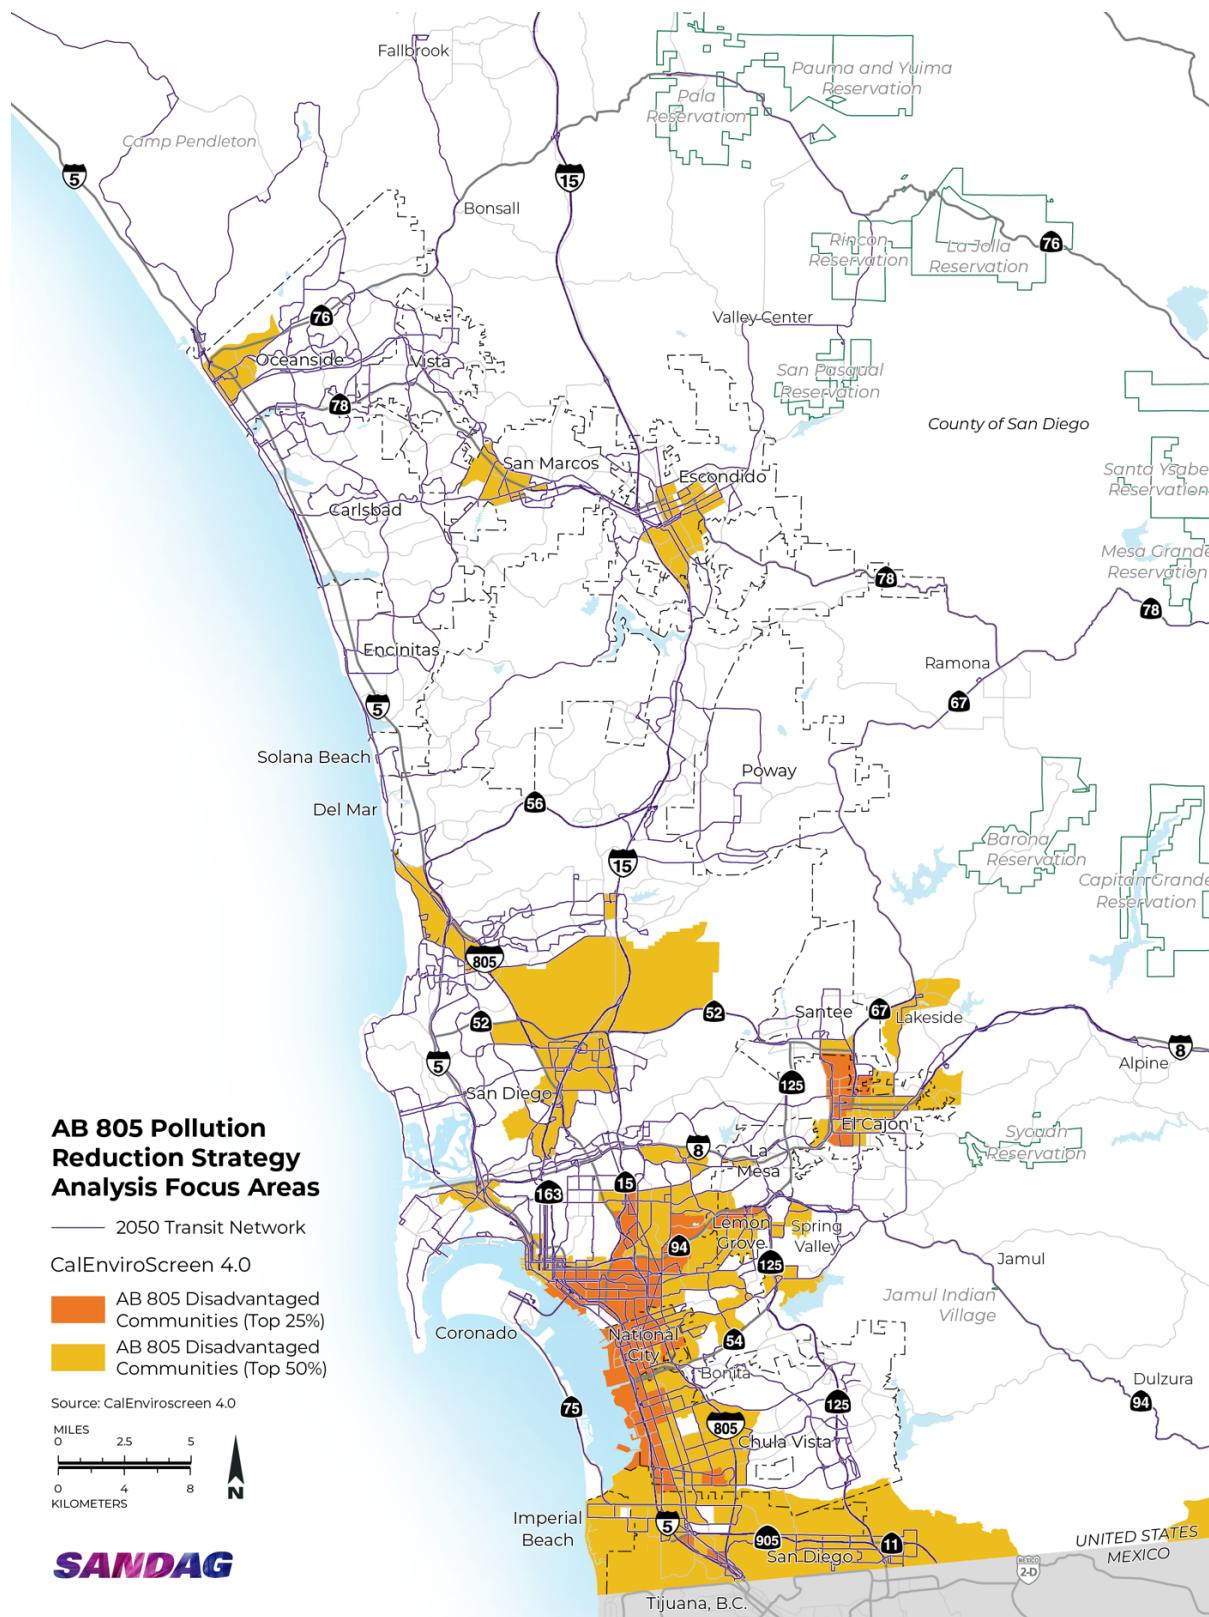 Fallbrook
Pauma and Yuima
Reservation
Pala
Reservation
Camp Pendleton
5
15
Bonsall
Rincon
Reservation
La Jolla
Reservation
76
76
Valley Center
Oceanside
Vista
San Pasqual
Reservation
78
County of San Diego
San Marcos
Escondido
Santa Ysabe
Reservation
Carlsbad
Mesa Grande
Reservation
78
78
Encinitas
Ramona
67
5
Solana Beach
Poway
Del Mar
56
15
Barona
Reservation
Capitan Grande
Reservation
805
52
52
Santee
67
Lakeside
5
8
Alpine
125
San Diego
El Cajon
Sycuan
Reservation
8
La
Mesa
15
163
94
Lemon
Grove
Spring
Valley
125
Jamul
Jamul Indian
Village
Coronado
National
City
54
Bonita
Dulzura
94
75
125
805
Chula Vista
Imperial
Beach
5
905
11
San Diego
UNITED STATES
MEXICO
MEXICO
2-D
Tijuana, B.C.
AB 805 Pollution
Reduction Strategy
Analysis Focus Areas
2050 Transit Network
CalEnviroScreen 4.0
AB 805 Disadvantaged
Communities (Top 25%)
AB 805 Disadvantaged
Communities (Top 50%)
Source: CalEnviroscreen 4.0
MILES
0 2.5 5
0 4 8
KILOMETERS
N
SANDAG